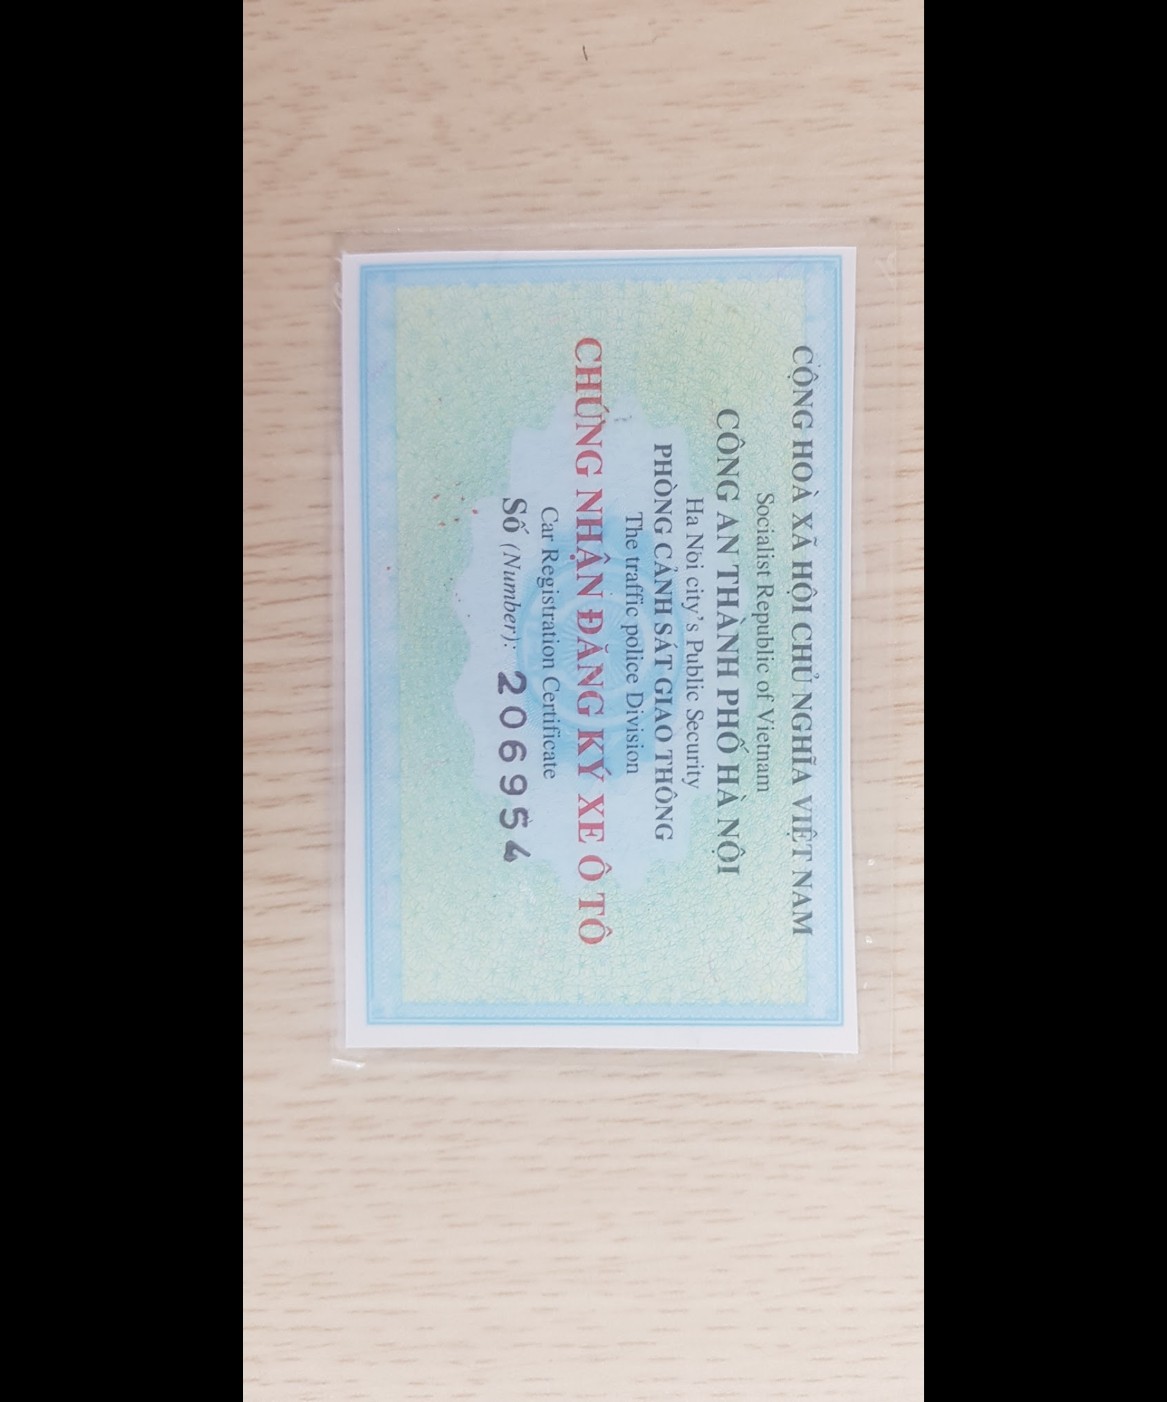 CỘNG HOÀ XÃ HỘI CHỦ NGHĨA VIỆT NAM
Socialist Republic of Vietnam
CÔNG AN THÀNH PHỐ HÀ NỘI
Ha Nôi city's Public Security
PHÒNG CẢNH SÁT GIAO THÔNG
The traffic police Division
CHỨNG NHẬN ĐĂNG KÝ XE Ô TÔ
Car Registration Certificate
Số (Number): 206954